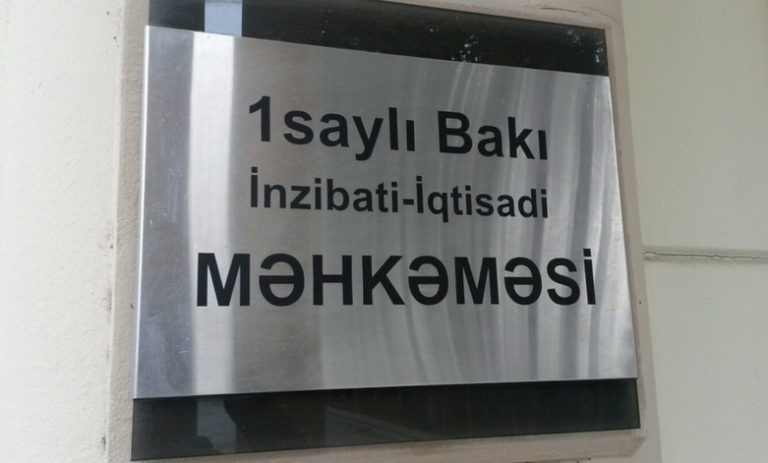 1saylı Bakı
İnzibati-İqtisadi
MƏHKƏMƏSİ